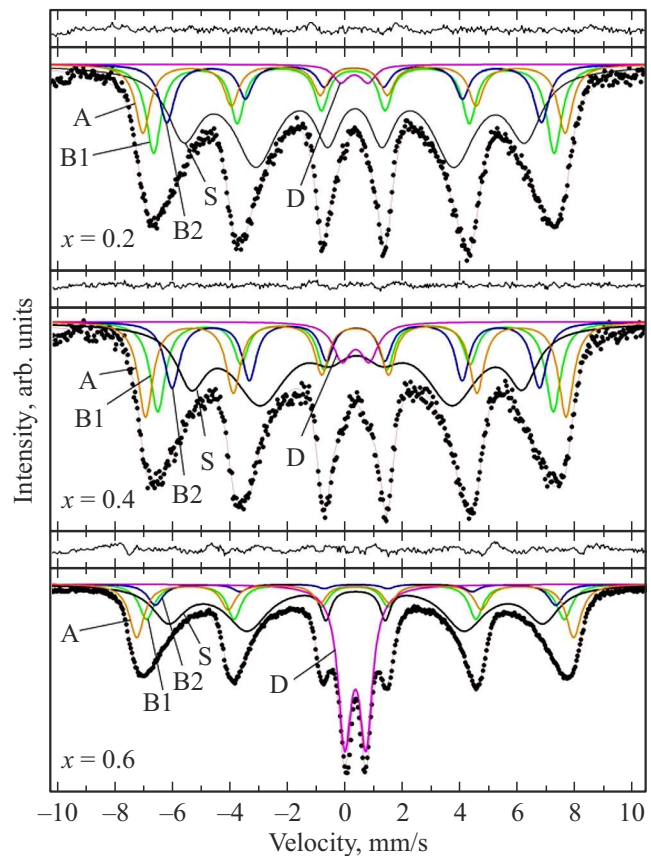 A
B1
S
B2
D
x = 0.2
A
B1
S
B2
D
x = 0.4
A
B1
B2
S
D
x = 0.6
Intensity, arb. units
–10 –8 –6 –4 –2 0 2 4 6 8 10
Velocity, mm/s